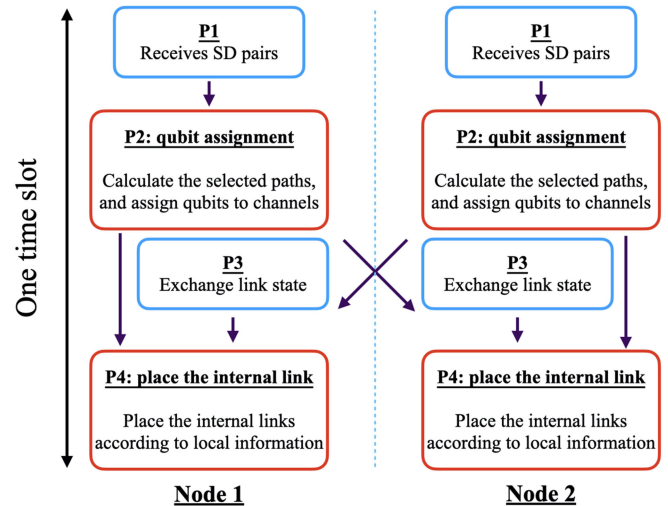 One time slot
P1
Receives SD pairs
P2: qubit assignment
Calculate the selected paths,
and assign qubits to channels
P3
Exchange link state
P4: place the internal link
Place the internal links
according to local information
Node 1
P1
Receives SD pairs
P2: qubit assignment
Calculate the selected paths,
and assign qubits to channels
P3
Exchange link state
P4: place the internal link
Place the internal links
according to local information
Node 2